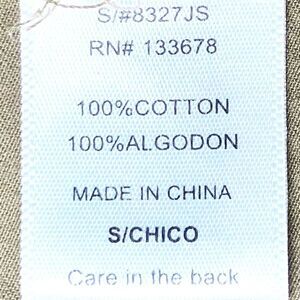 S/#8327JS
RN# 133678
100%COTTON
100%ALGODON
MADE IN CHINA
S/CHICO
Care in the back